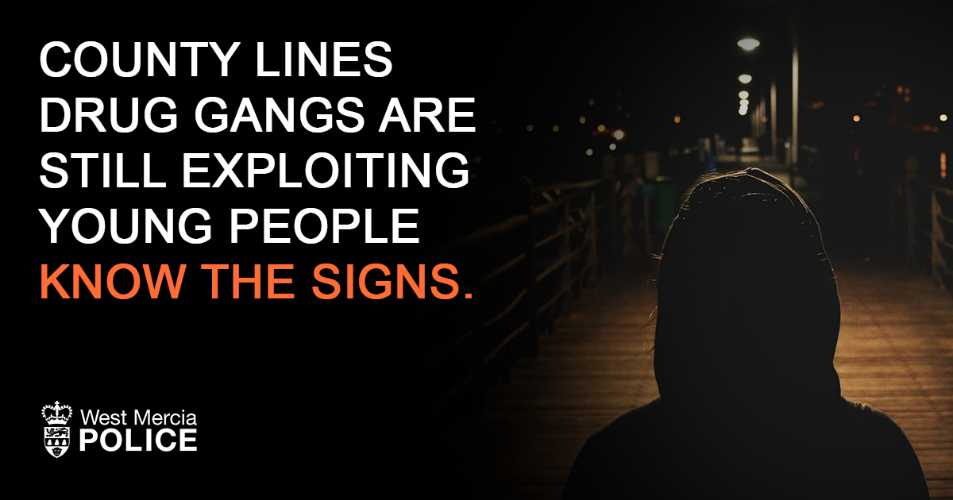 COUNTY LINES
DRUG GANGS ARE
STILL EXPLOITING
YOUNG PEOPLE
KNOW THE SIGNS.
West Mercia
POLICE